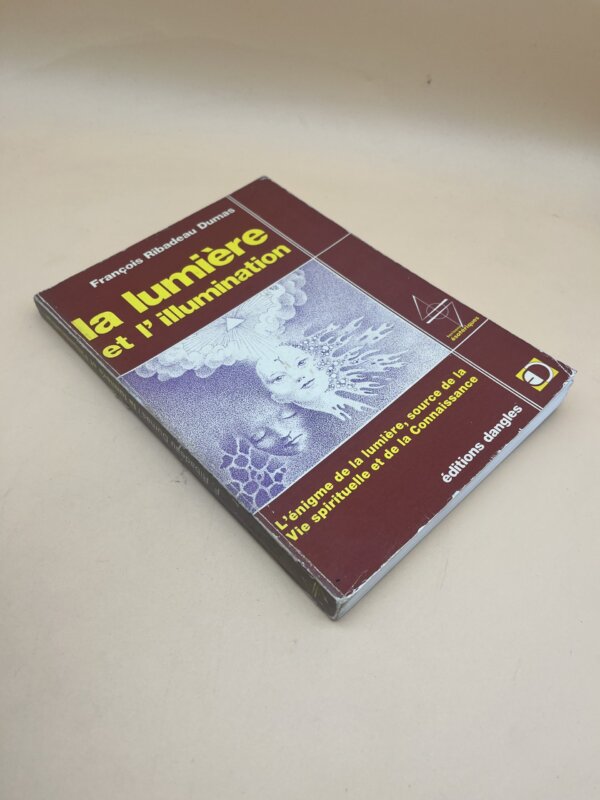 François Ribadeau Dumas
la lumière
et l'illumination
ésotériques
L'énigme de la lumière, source de la
Vie spirituelle et de la Connaissance
éditions dangles